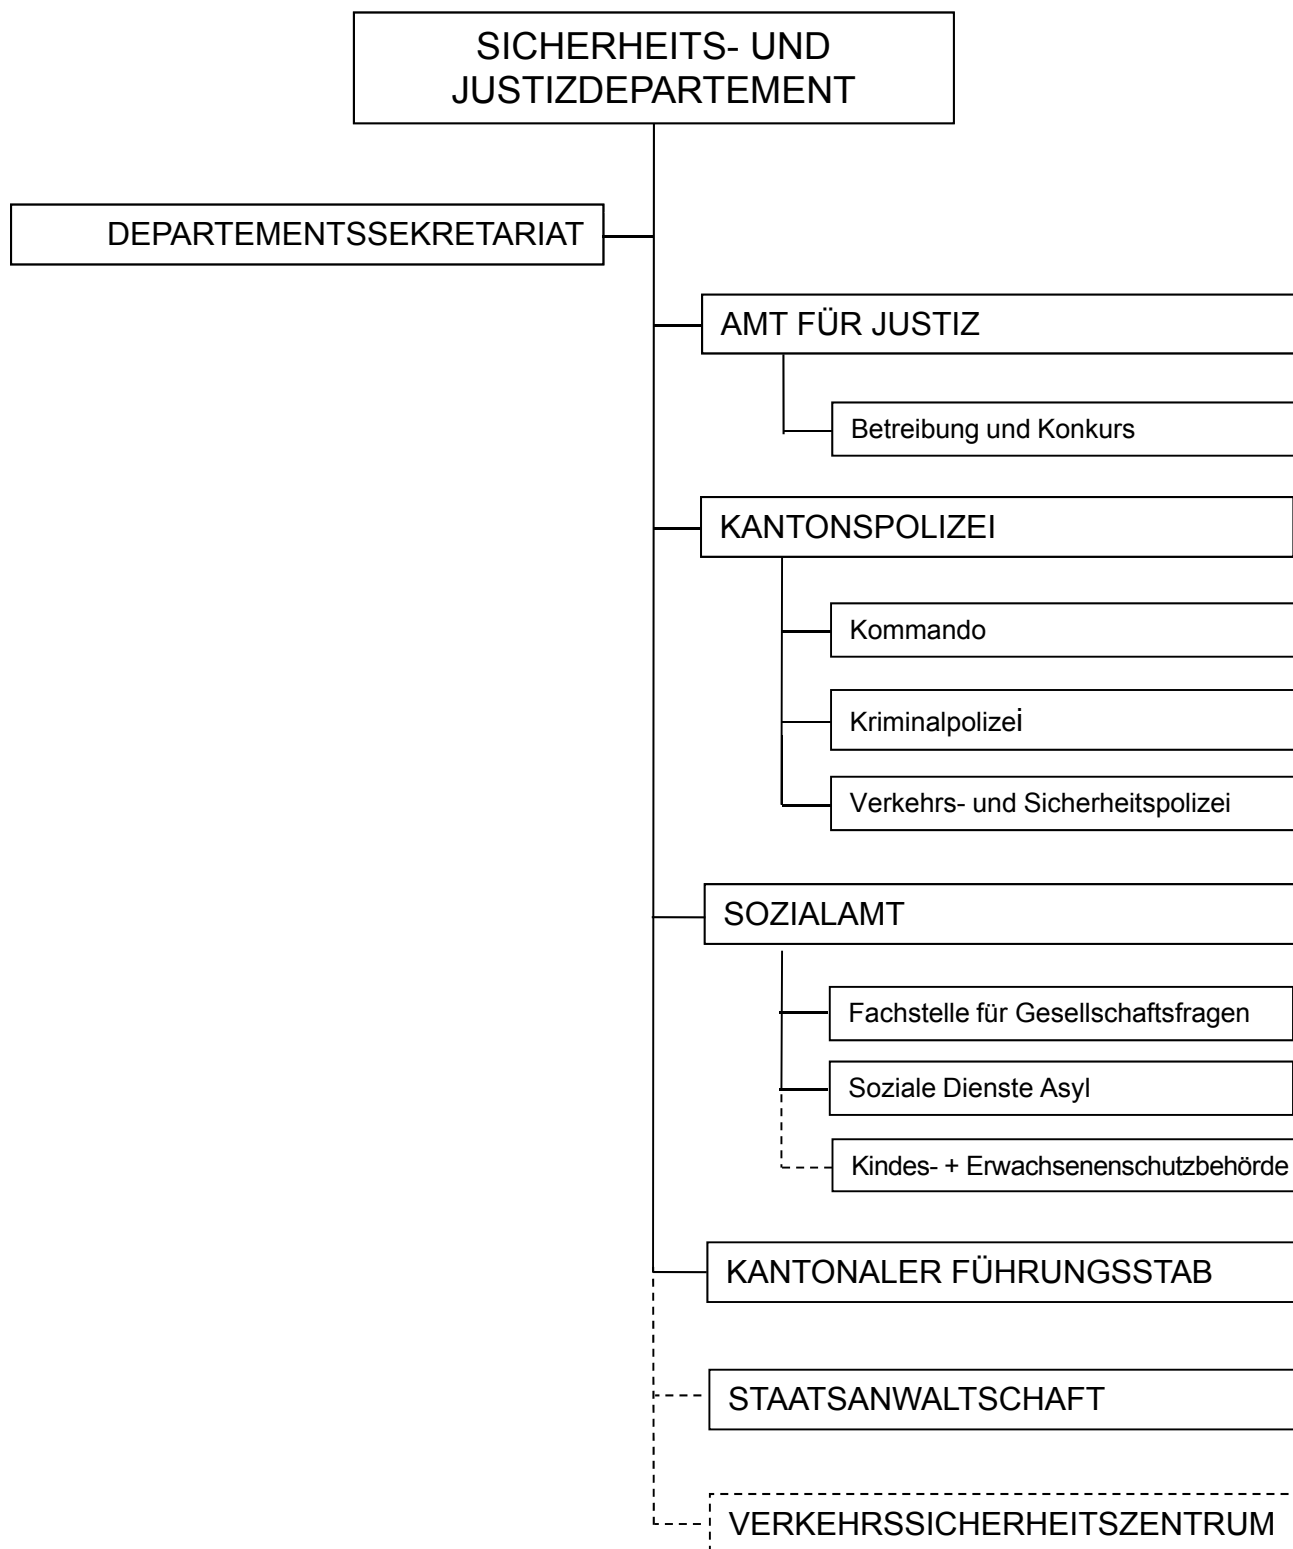 SICHERHEITS- UND
JUSTIZDEPARTEMENT
DEPARTEMENTSSEKRETARIAT
AMT FÜR JUSTIZ
Betreibung und Konkurs
KANTONSPOLIZEI
Kommando
Kriminalpolizei
Verkehrs- und Sicherheitspolizei
SOZIALAMT
Fachstelle für Gesellschaftsfragen
Soziale Dienste Asyl
Kindes- + Erwachsenenschutzbehörde
KANTONALER FÜHRUNGSSTAB
STAATSANWALTSCHAFT
VERKEHRSSICHERHEITSZENTRUM